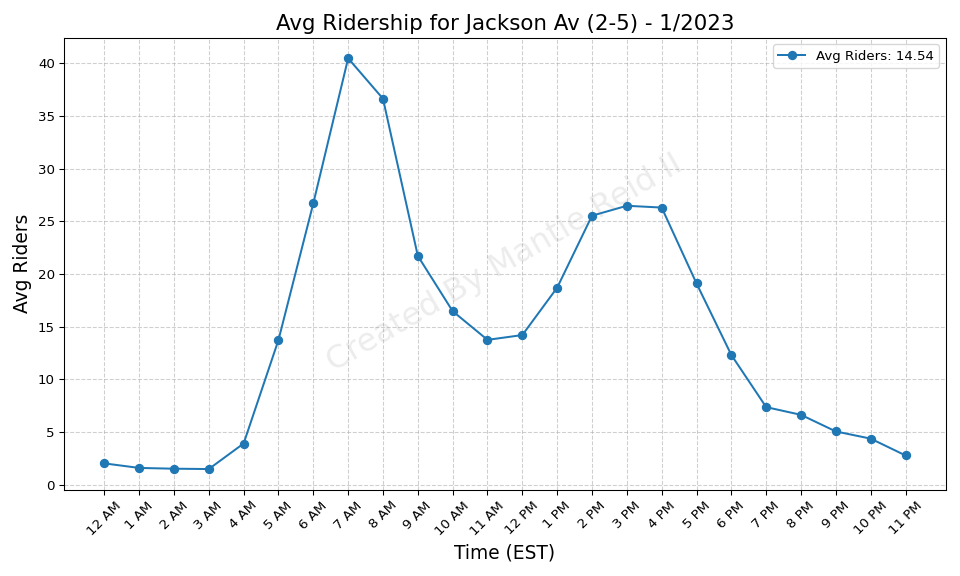 Avg Ridership for Jackson Av (2-5) - 1/2023
Avg Riders: 14.54
40
35
30
25
20
15
10
5
0
Avg Riders
Created By Mantie Reid II
12 AM
1 AM
2 AM
3 AM
4 AM
5 AM
6 AM
7 AM
8 AM
9 AM
10 AM
11 AM
12 PM
1 PM
2 PM
3 PM
4 PM
5 PM
6 PM
7 PM
8 PM
9 PM
10 PM
11 PM
Time (EST)